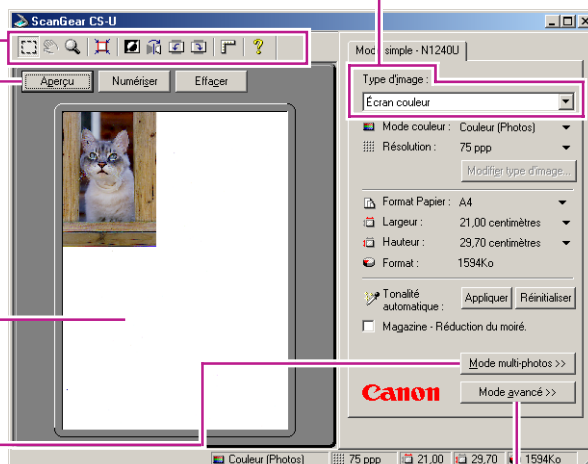 ScanGear CS-U
Aperçu
Numériser
Effacer
Mode simple - N1240U
Type d'image :
Écran couleur
Mode couleur : Couleur (Photos)
Résolution : 75 ppp
Modifier type d'image...
Format Papier : A4
Largeur : 21,00 centimètres
Hauteur : 29,70 centimètres
Format : 1594Ko
Tonalité
automatique :
Appliquer
Réinitialiser
Magazine - Réduction du moiré.
Mode multi-photos >>
Canon
Mode avancé >>
Couleur (Photos) 75 ppp 21,00 29,70 1594Ko